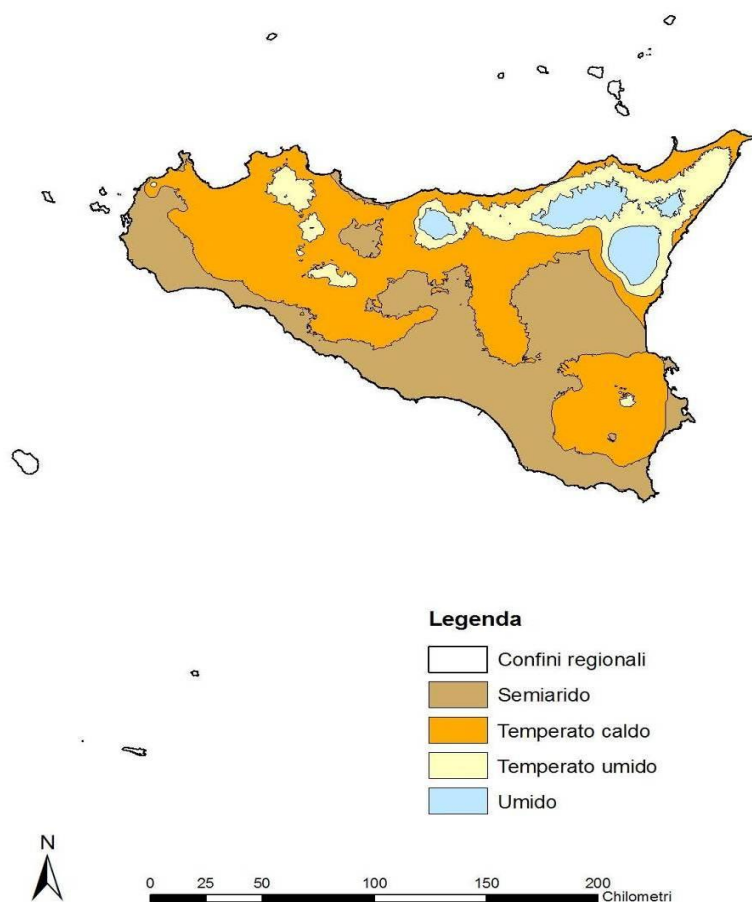 Legenda
Confini regionali
Semiarido
Temperato caldo
Temperato umido
Umido
N
0 25 50 100 150 200
Chilometri